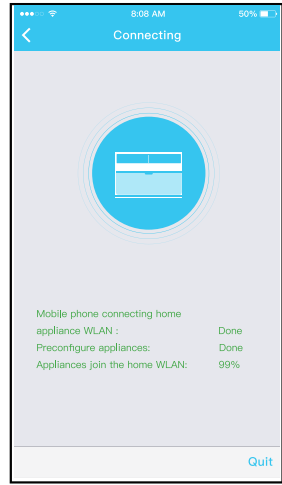 8:08 AM
50%
Connecting
Mobile phone connecting home
appliance WLAN : Done
Preconfigure appliances: Done
Appliances join the home WLAN: 99%
Quit